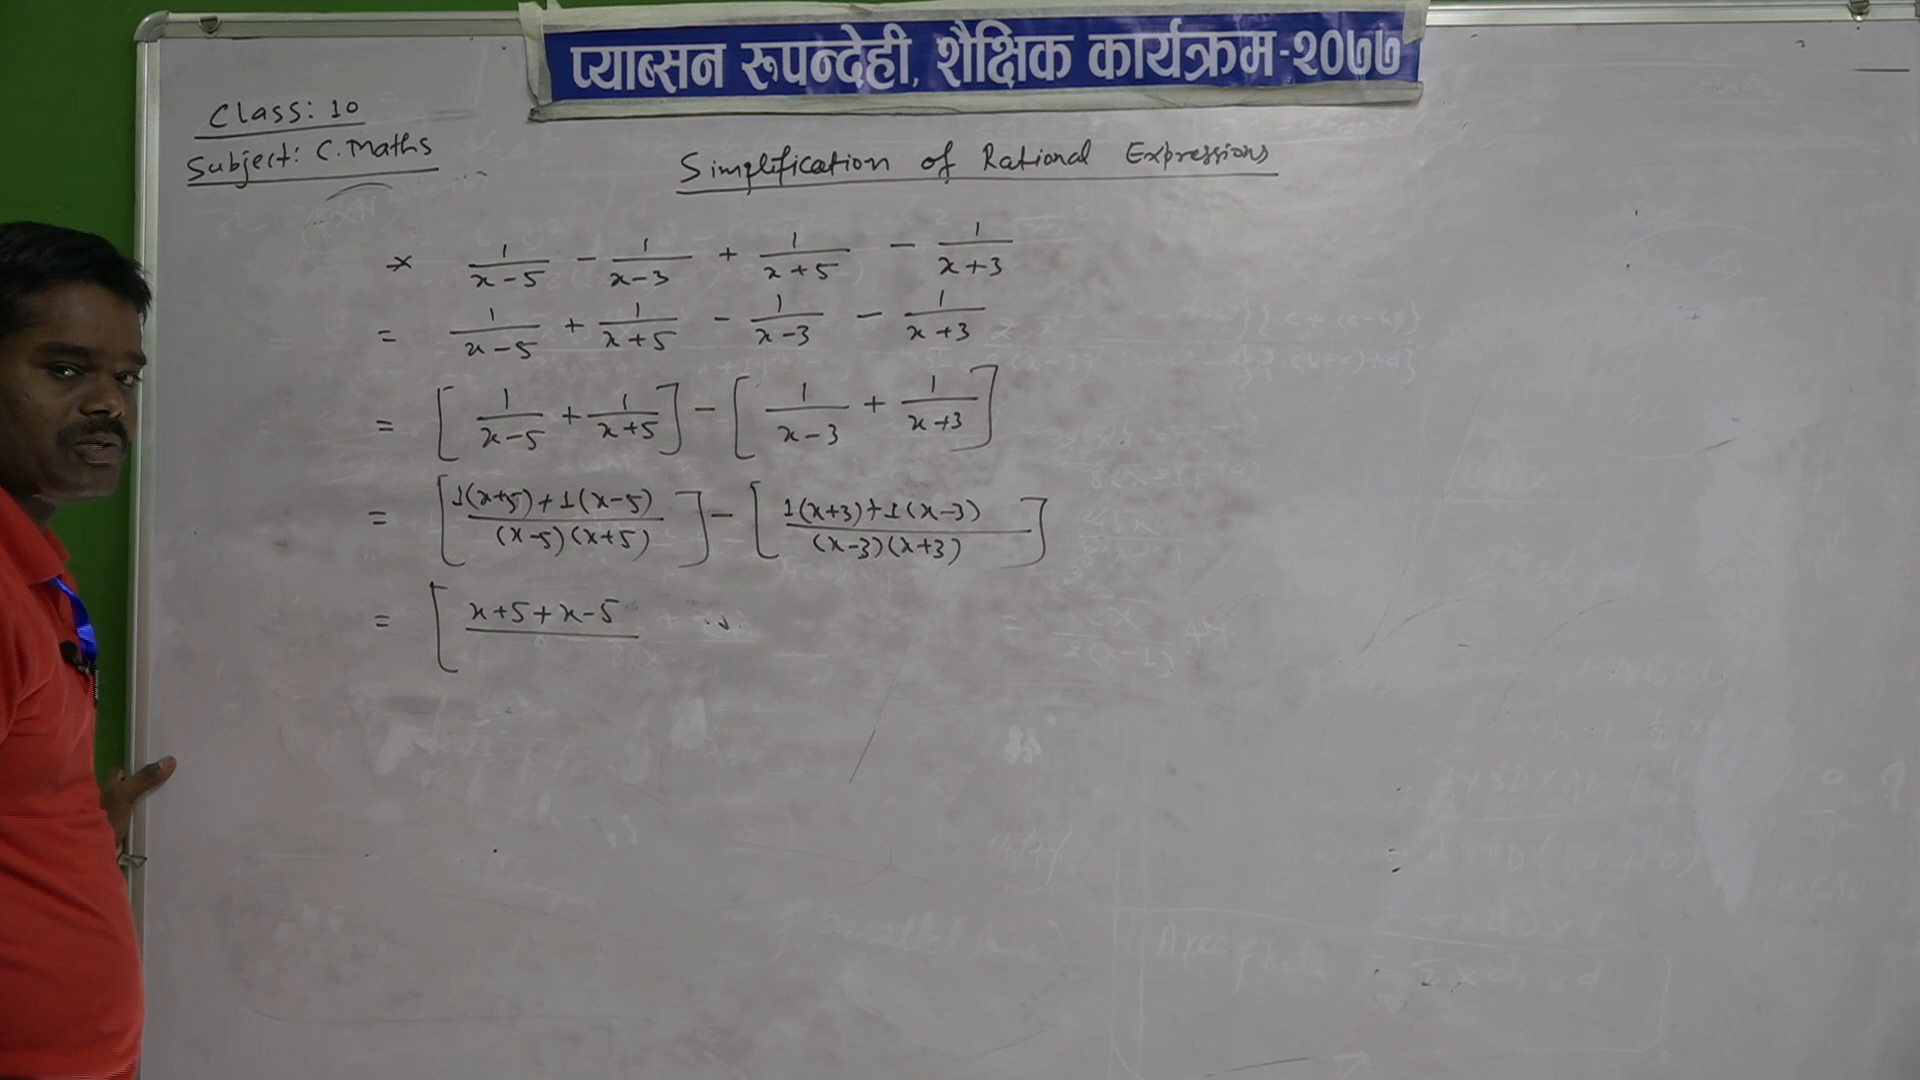 प्याब्सन रुपन्देही, शैक्षिक कार्यक्रम-२०७७
Class: 10
Subject: C. Maths
Simplification of Rational Expressions
* 1/(x-5) - 1/(x-3) + 1/(x+5) - 1/(x+3)
= 1/(x-5) + 1/(x+5) - 1/(x-3) - 1/(x+3)
= [1/(x-5) + 1/(x+5)] - [1/(x-3) + 1/(x+3)]
= [(1(x+5)+1(x-5))/((x-5)(x+5))] - [(1(x+3)+1(x-3))/((x-3)(x+3))]
= [x+5+x-5